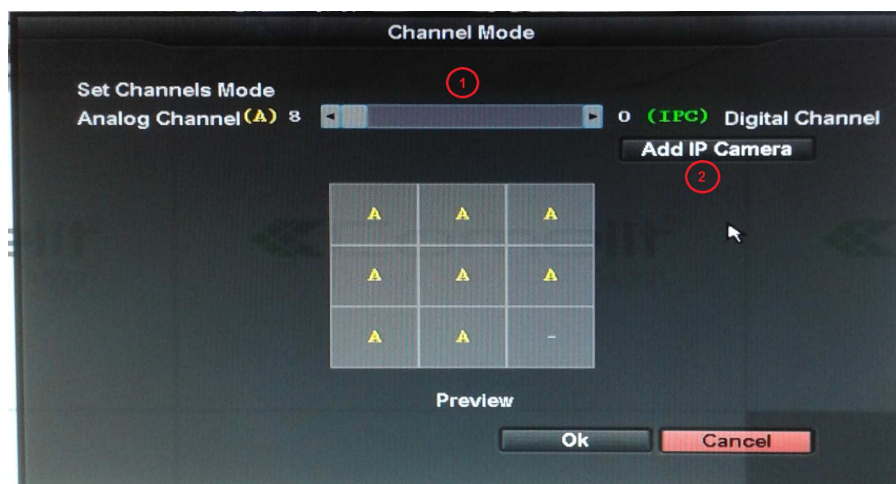 Channel Mode
1
Set Channels Mode
Analog Channel(A) 8 0 (IPC) Digital Channel
Add IP Camera
2
A A A
A A A
A A -
Preview
Ok Cancel